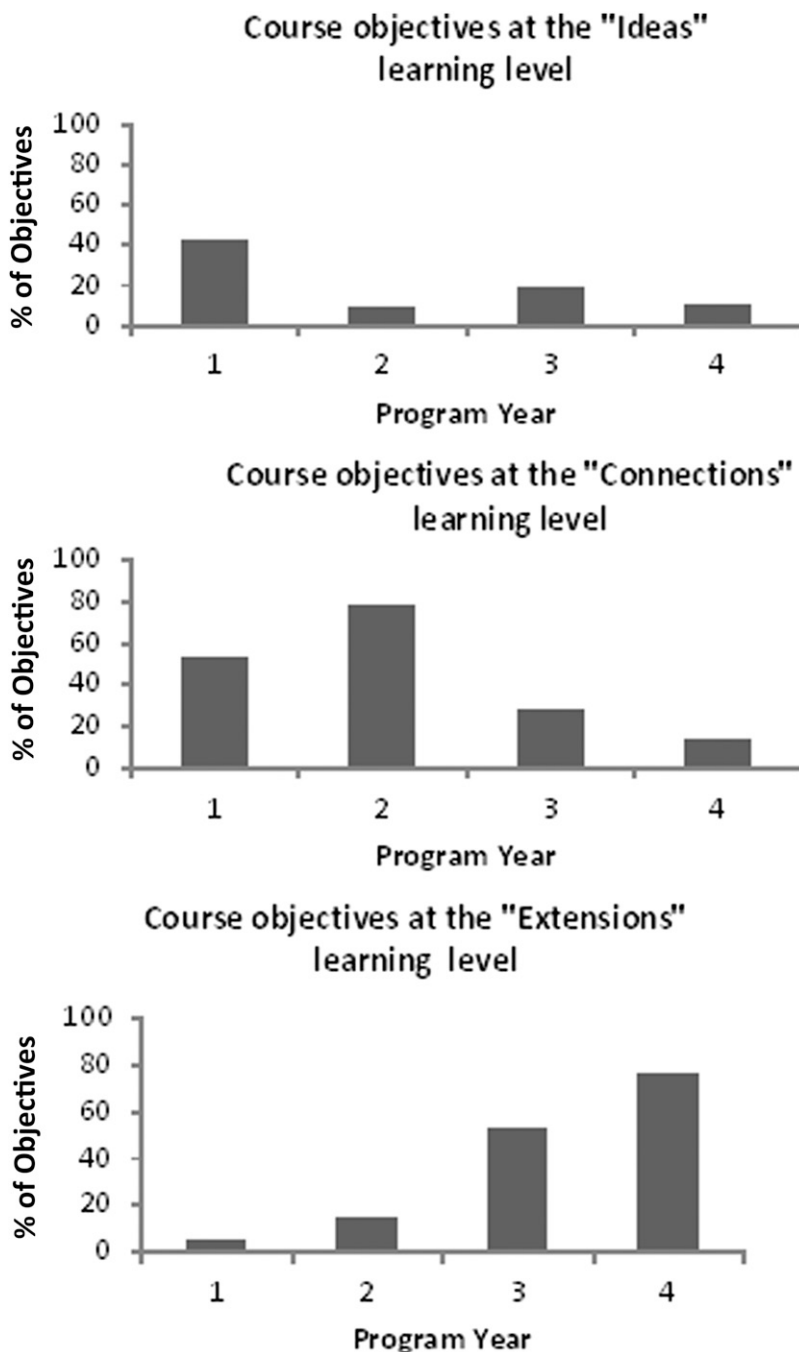 Course objectives at the "Ideas"
learning level
% of Objectives
100
80
60
40
20
0
1 2 3 4
Program Year
Course objectives at the "Connections"
learning level
% of Objectives
100
80
60
40
20
0
1 2 3 4
Program Year
Course objectives at the "Extensions"
learning level
% of Objectives
100
80
60
40
20
0
1 2 3 4
Program Year